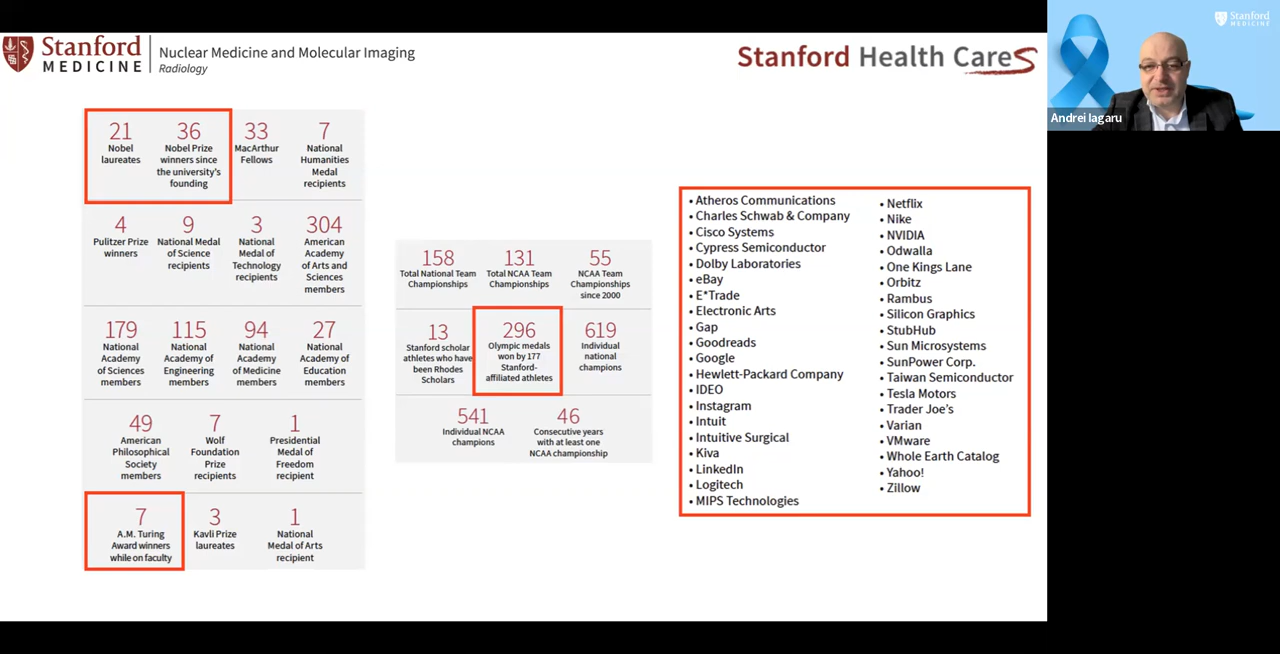 Stanford
MEDICINE
Nuclear Medicine and Molecular Imaging
Radiology
Stanford Health CareS
Stanford
MEDICINE
Andrei Iagaru
21
Nobel
laureates
36
Nobel Prize
winners since
the university's
founding
33
MacArthur
Fellows
7
National
Humanities
Medal
recipients
4
Pulitzer Prize
winners
9
National Medal
of Science
recipients
3
National
Medal of
Technology
recipients
304
American
Academy
of Arts and
Sciences
members
179
National
Academy
of Sciences
members
115
National
Academy of
Engineering
members
94
National
Academy
of Medicine
members
27
National
Academy of
Education
members
49
American
Philosophical
Society
members
7
Wolf
Foundation
Prize
recipients
1
Presidential
Medal of
Freedom
recipient
7
A.M. Turing
Award winners
while on faculty
3
Kavli Prize
laureates
1
National
Medal of Arts
recipient
158
Total National Team
Championships
131
Total NCAA Team
Championships
55
NCAA Team
Championships
since 2000
13
Stanford scholar
athletes who have
been Rhodes
Scholars
296
Olympic medals
won by 177
Stanford-
affiliated athletes
619
Individual
national
champions
541
Individual NCAA
champions
46
Consecutive years
with at least one
NCAA championship
• Atheros Communications
• Charles Schwab & Company
• Cisco Systems
• Cypress Semiconductor
• Dolby Laboratories
• eBay
• E*Trade
• Electronic Arts
• Gap
• Goodreads
• Google
• Hewlett-Packard Company
• IDEO
• Instagram
• Intuit
• Intuitive Surgical
• Kiva
• LinkedIn
• Logitech
• MIPS Technologies
• Netflix
• Nike
• NVIDIA
• Odwalla
• One Kings Lane
• Orbitz
• Rambus
• Silicon Graphics
• StubHub
• Sun Microsystems
• SunPower Corp.
• Taiwan Semiconductor
• Tesla Motors
• Trader Joe's
• Varian
• VMware
• Whole Earth Catalog
• Yahoo!
• Zillow